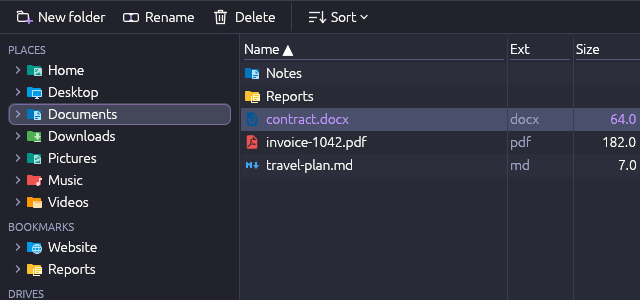 New folder Rename Delete Sort
PLACES
Home
Desktop
Documents
Downloads
Pictures
Music
Videos
BOOKMARKS
Website
Reports
DRIVES
Name Ext Size
Notes
Reports
contract.docx docx 64.0
invoice-1042.pdf pdf 182.0
travel-plan.md md 7.0